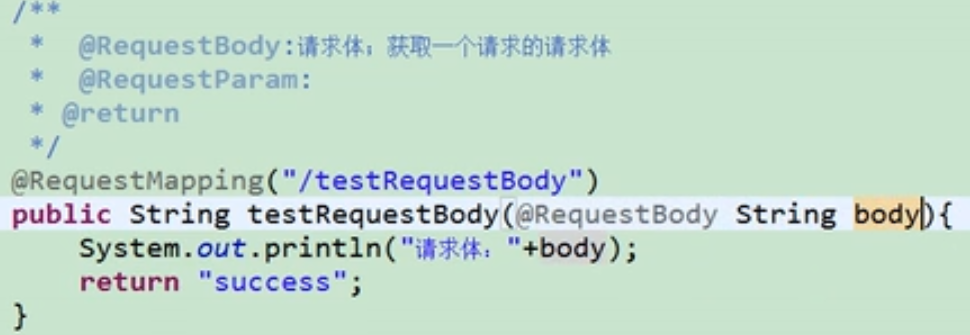 /**
 *  @RequestBody:请求体；获取一个请求的请求体
 *  @RequestParam:
 * @return
 */
@RequestMapping("/testRequestBody")
public String testRequestBody(@RequestBody String body){
    System.out.println("请求体："+body);
    return "success";
}